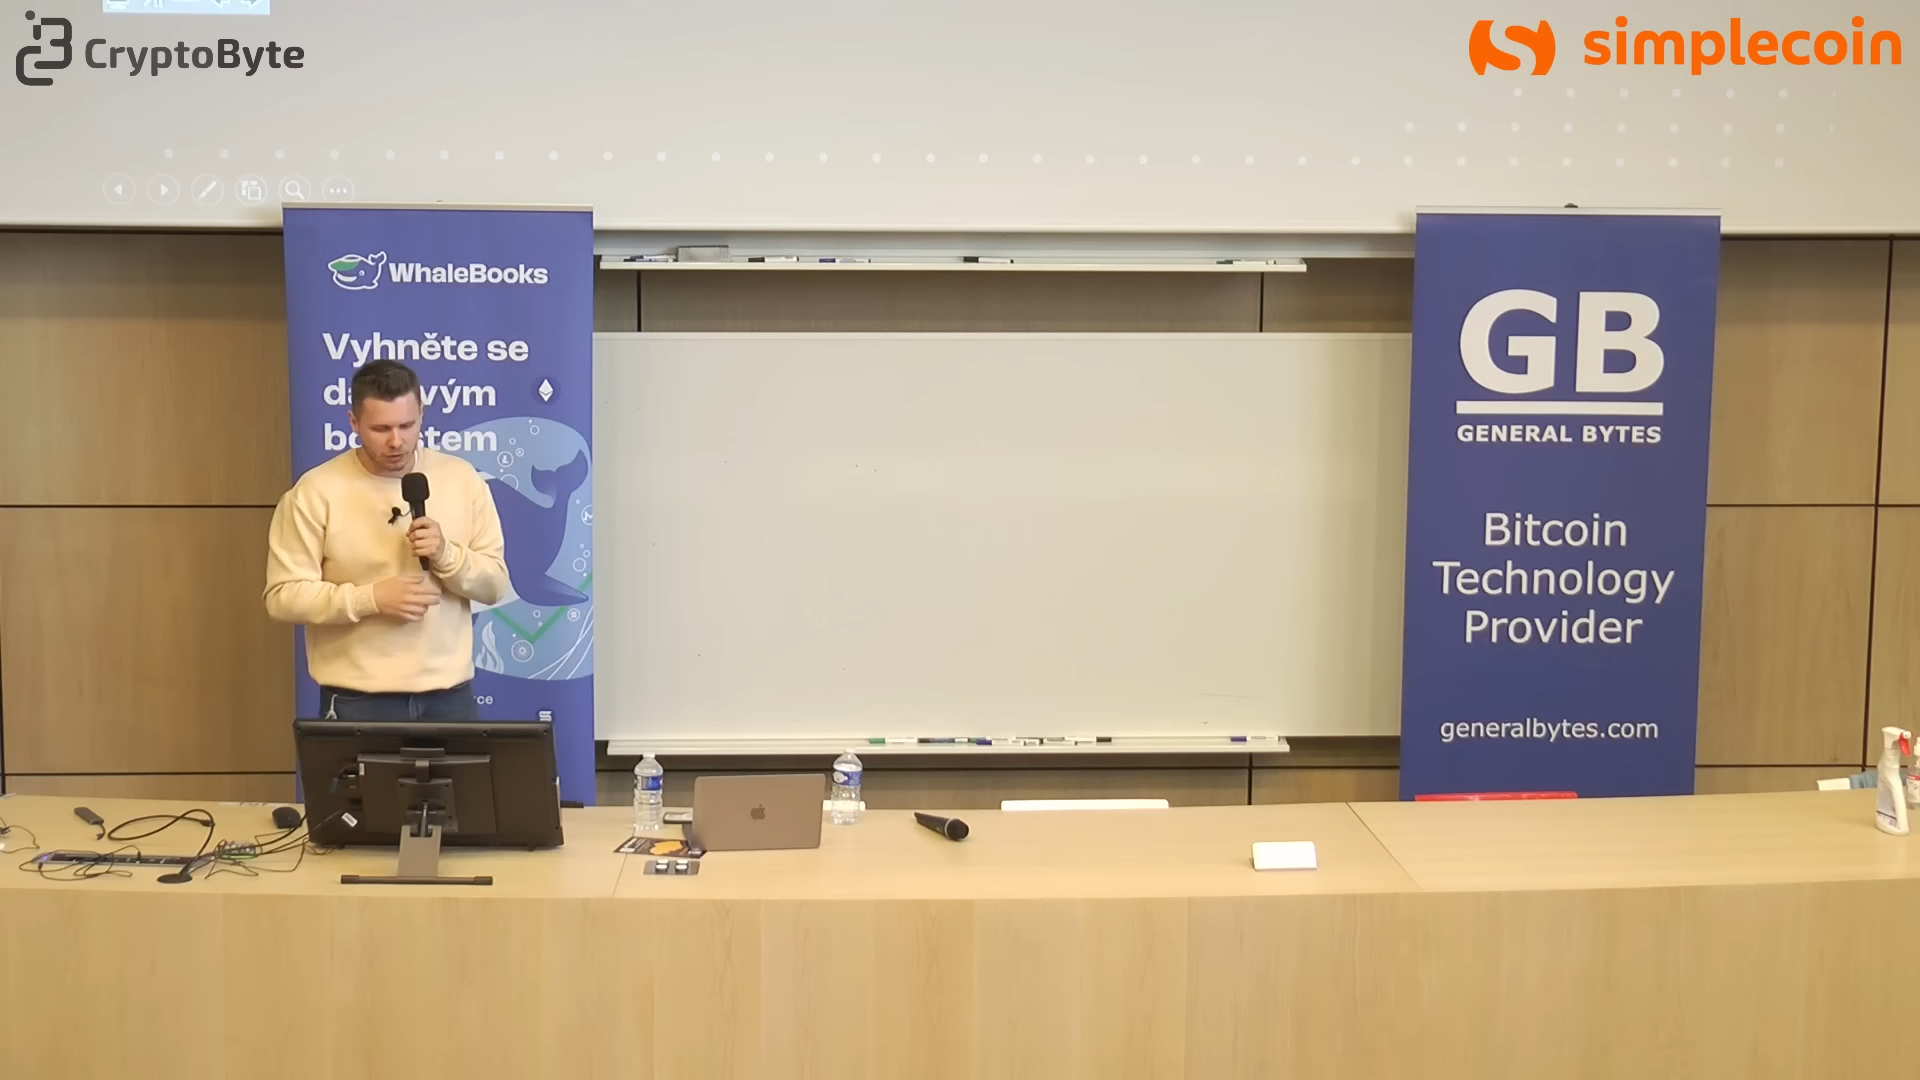 CryptoByte
simplecoin
WhaleBooks
Vyhněte se
GB
GENERAL BYTES
Bitcoin
Technology
Provider
generalbytes.com